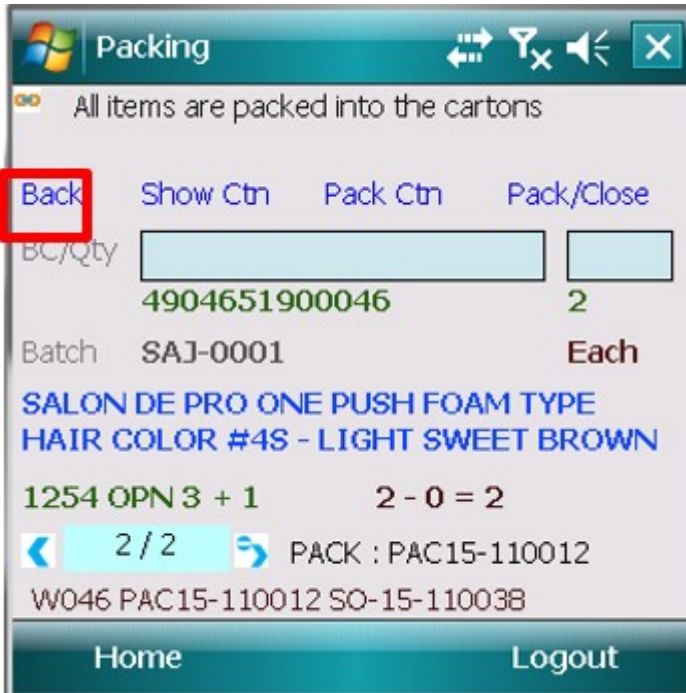 Packing
All items are packed into the cartons
Back Show Ctn Pack Ctn Pack/Close
BC/Qty
4904651900046 2
Batch SAJ-0001 Each
SALON DE PRO ONE PUSH FOAM TYPE
HAIR COLOR #4S - LIGHT SWEET BROWN
1254 OPN 3 + 1 2 - 0 = 2
2 / 2 PACK : PAC15-110012
W046 PAC15-110012 SO-15-110038
Home Logout